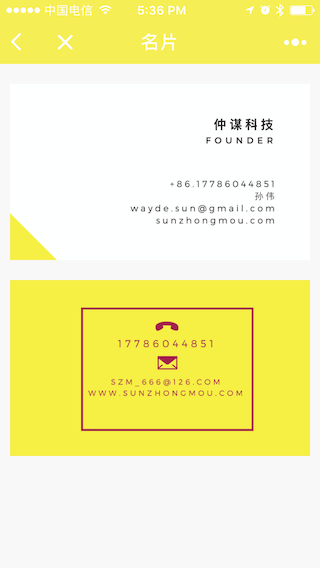 中国电信
5:36 PM
名片
仲谋科技
FOUNDER
+86.17786044851
孙伟
wayde.sun@gmail.com
sunzhongmou.com
17786044851
SZM_666@126.COM
WWW.SUNZHONGMOU.COM